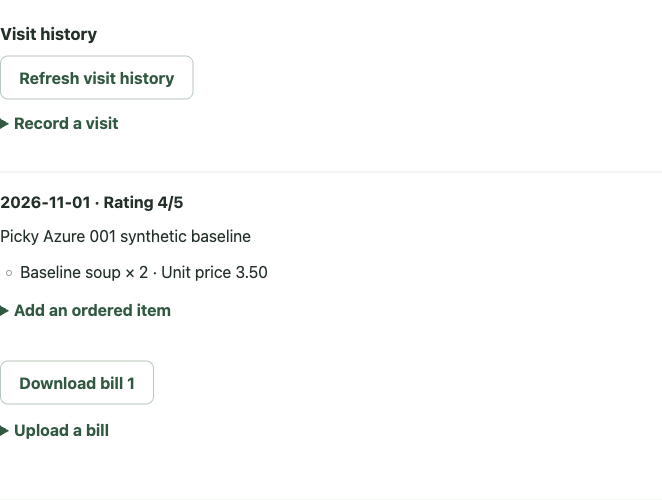 Visit history
Refresh visit history
Record a visit
2026-11-01 · Rating 4/5
Picky Azure 001 synthetic baseline
Baseline soup × 2 · Unit price 3.50
Add an ordered item
Download bill 1
Upload a bill